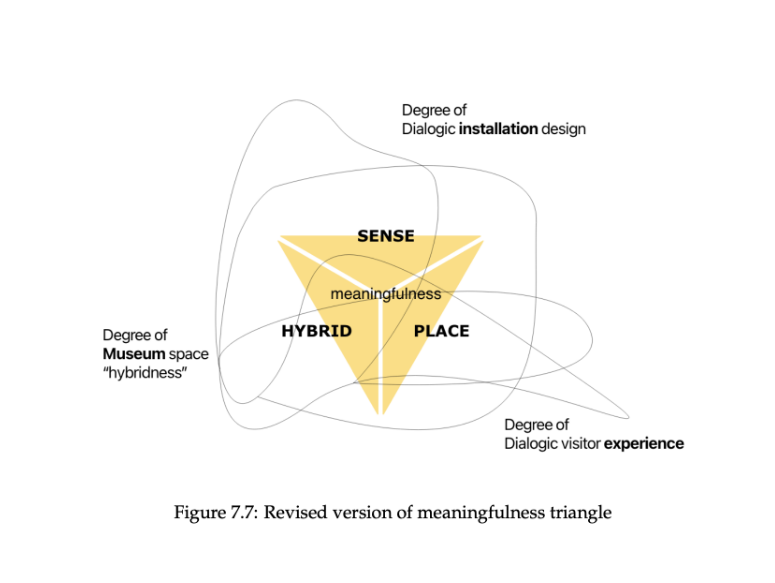 Degree of
Dialogic installation design
SENSE
meaningfulness
HYBRID PLACE
Degree of
Museum space
“hybridness”
Degree of
Dialogic visitor experience
Figure 7.7: Revised version of meaningfulness triangle